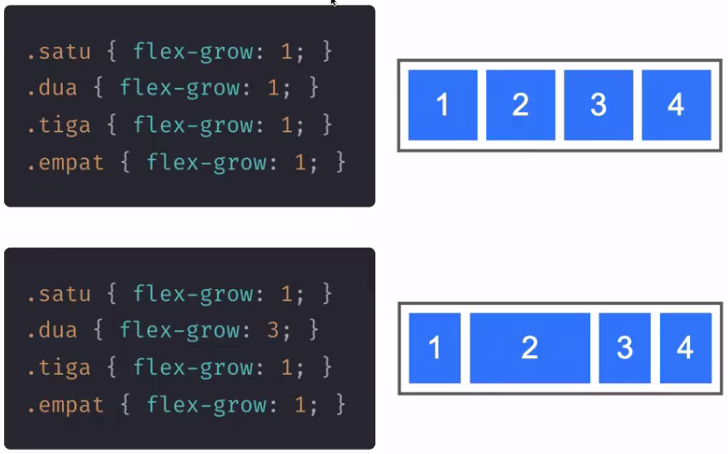 .satu { flex-grow: 1; }
.dua { flex-grow: 1; }
.tiga { flex-grow: 1; }
.empat { flex-grow: 1; }
1 2 3 4
.satu { flex-grow: 1; }
.dua { flex-grow: 3; }
.tiga { flex-grow: 1; }
.empat { flex-grow: 1; }
1 2 3 4